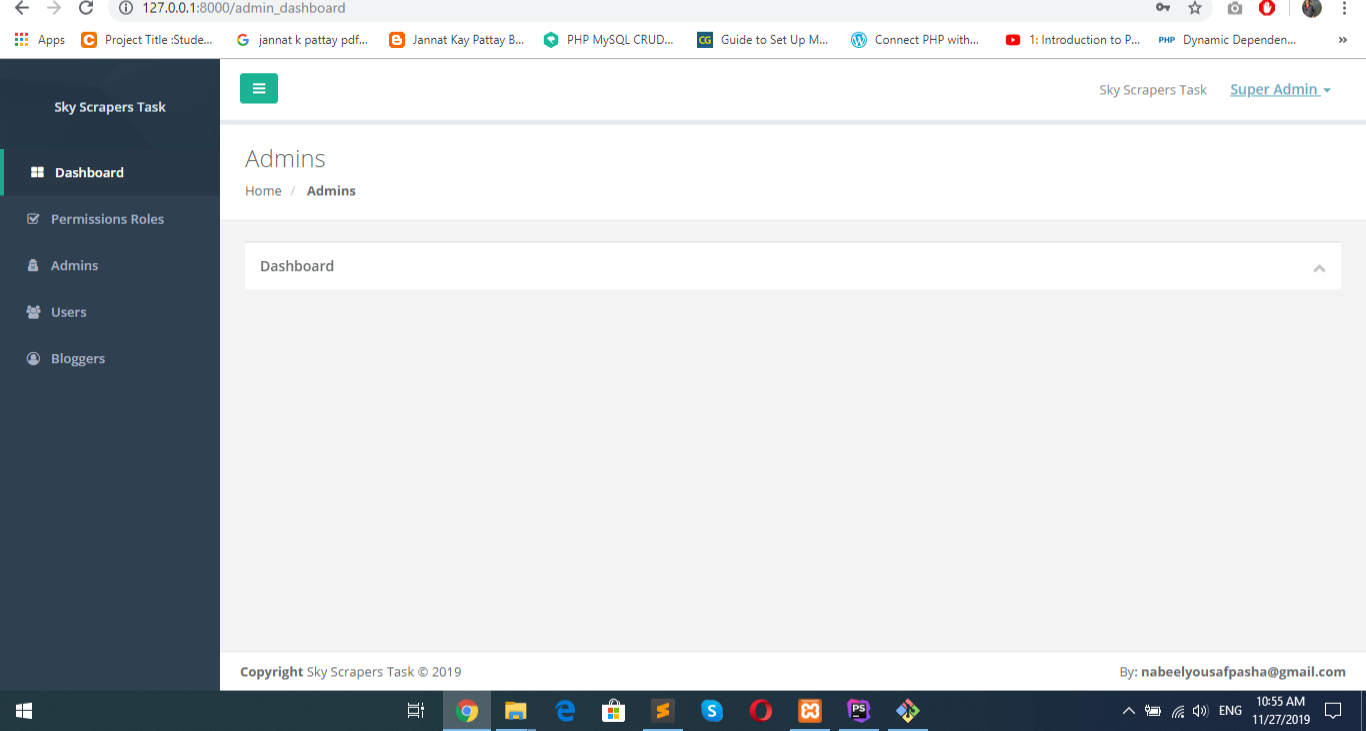 127.0.0.1:8000/admin_dashboard
Apps Project Title :Stude... jannat k pattay pdf... Jannat Kay Pattay B... PHP MySQL CRUD... CG Guide to Set Up M... Connect PHP with... 1: Introduction to P... PHP Dynamic Dependen... »
Sky Scrapers Task
Sky Scrapers Task Super Admin
Dashboard
Permissions Roles
Admins
Users
Bloggers
Admins
Home / Admins
Dashboard
Copyright Sky Scrapers Task © 2019 By: nabeelyousafpasha@gmail.com
PS
ENG 10:55 AM
11/27/2019